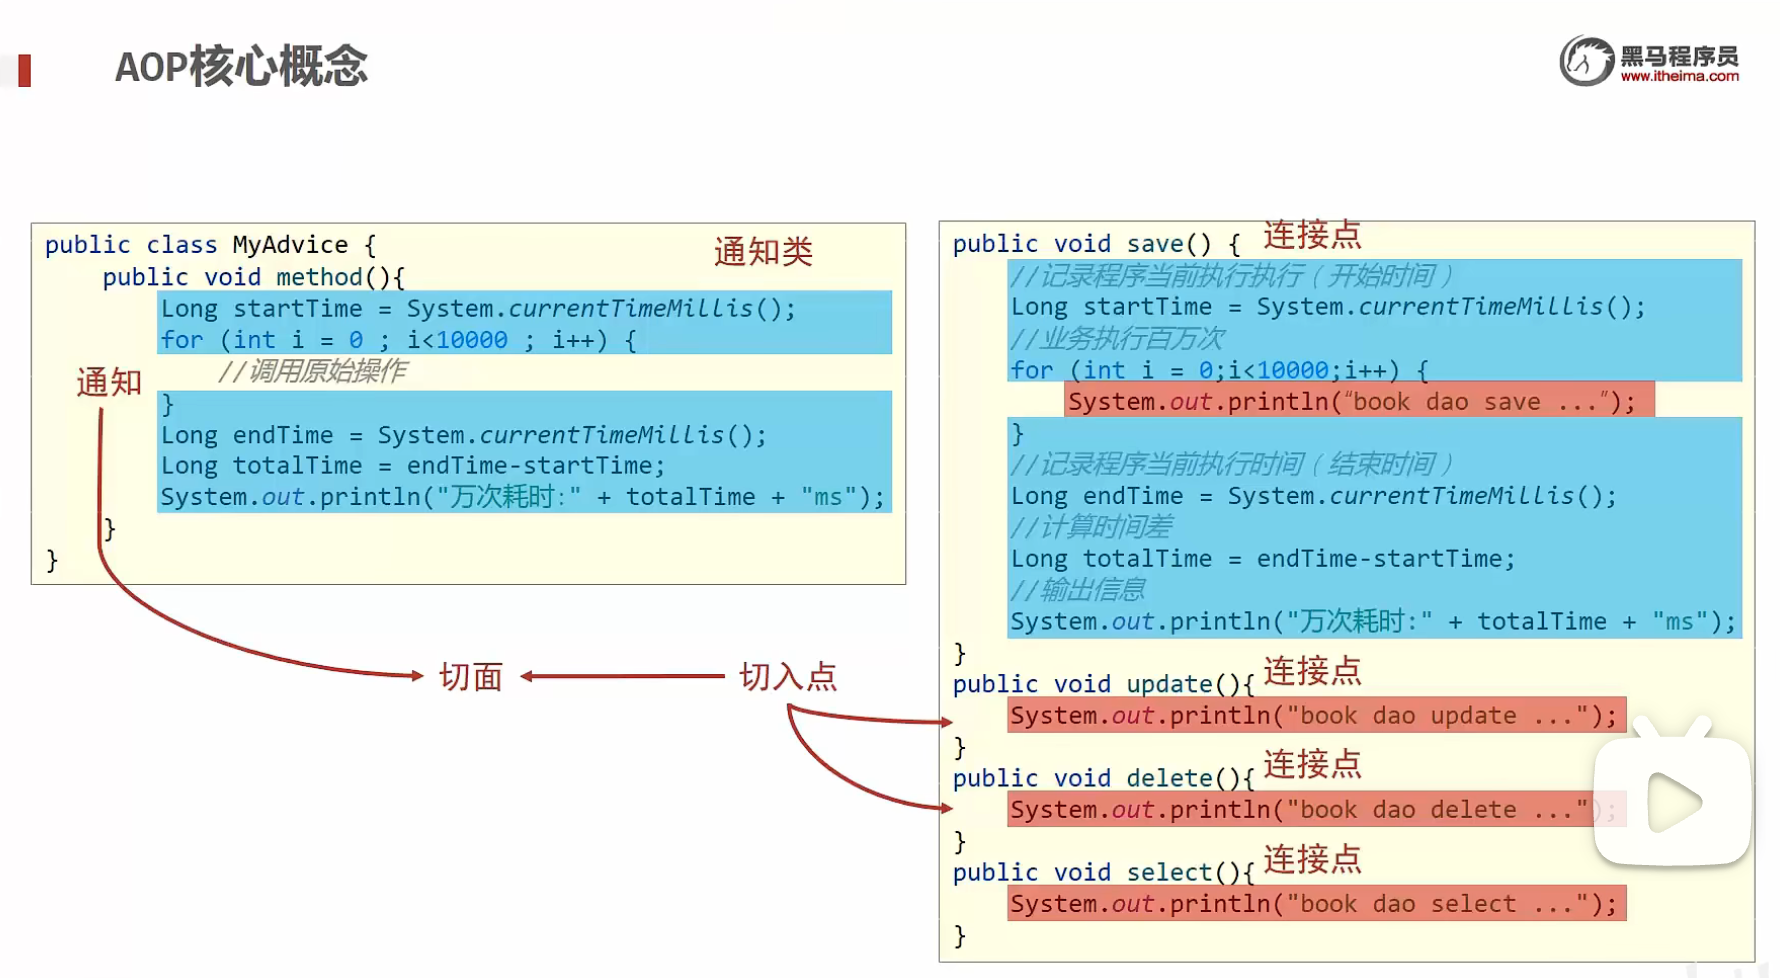 AOP核心概念
黑马程序员
www.itheima.com
public class MyAdvice {
通知类
public void method(){
Long startTime = System.currentTimeMillis();
for (int i = 0 ; i<10000 ; i++) {
//调用原始操作
通知
}
Long endTime = System.currentTimeMillis();
Long totalTime = endTime-startTime;
System.out.println("万次耗时:" + totalTime + "ms");
}
}
切面
切入点
public void save() {
连接点
//记录程序当前执行执行（开始时间）
Long startTime = System.currentTimeMillis();
//业务执行百万次
for (int i = 0;i<10000;i++) {
System.out.println(“book dao save ...”);
}
//记录程序当前执行时间（结束时间）
Long endTime = System.currentTimeMillis();
//计算时间差
Long totalTime = endTime-startTime;
//输出信息
System.out.println("万次耗时:" + totalTime + "ms");
}
public void update(){
连接点
System.out.println("book dao update ...");
}
public void delete(){
连接点
System.out.println("book dao delete ...");
}
public void select(){
连接点
System.out.println("book dao select ...");
}